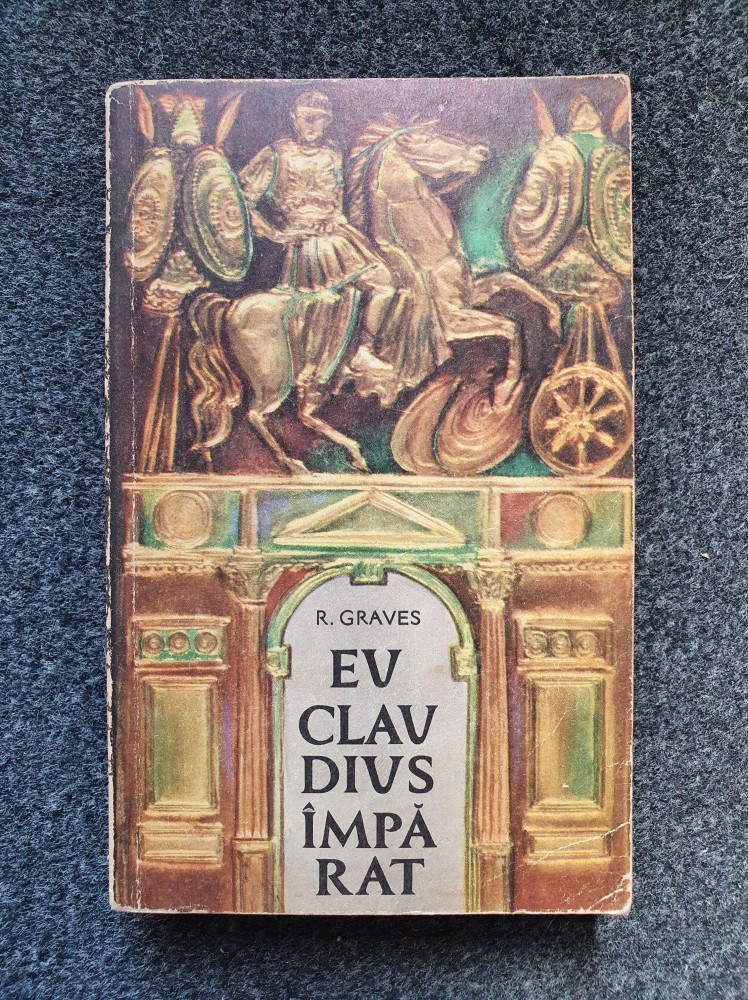 R. GRAVES
EV
CLAV
DIVS
ÎMPĂ
RAT